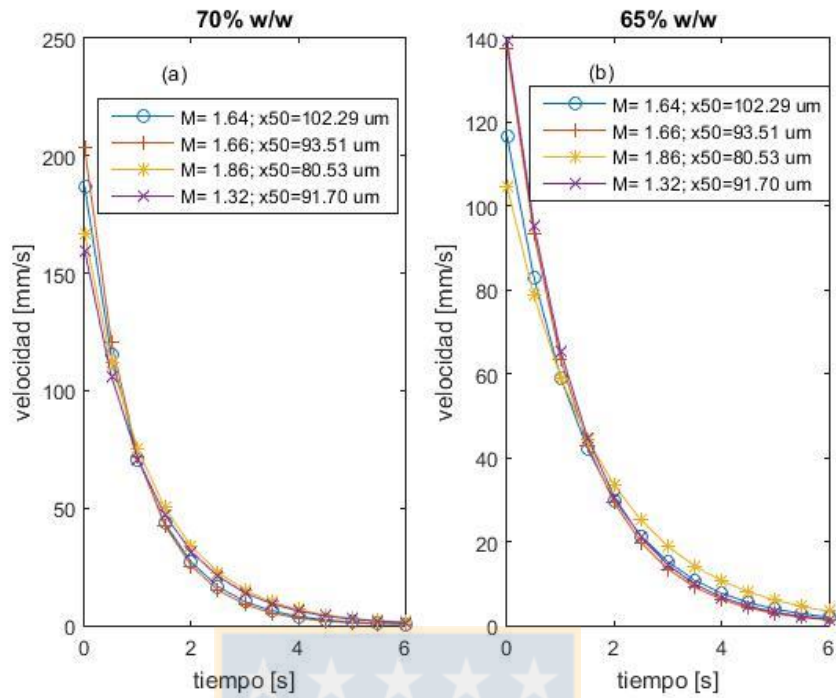 70% w/w
(a)
M= 1.64; x50=102.29 um
M= 1.66; x50=93.51 um
M= 1.86; x50=80.53 um
M= 1.32; x50=91.70 um
250
200
150
100
50
0
velocidad [mm/s]
0 2 4 6
tiempo [s]
65% w/w
(b)
M= 1.64; x50=102.29 um
M= 1.66; x50=93.51 um
M= 1.86; x50=80.53 um
M= 1.32; x50=91.70 um
140
120
100
80
60
40
20
0
velocidad [mm/s]
0 2 4 6
tiempo [s]